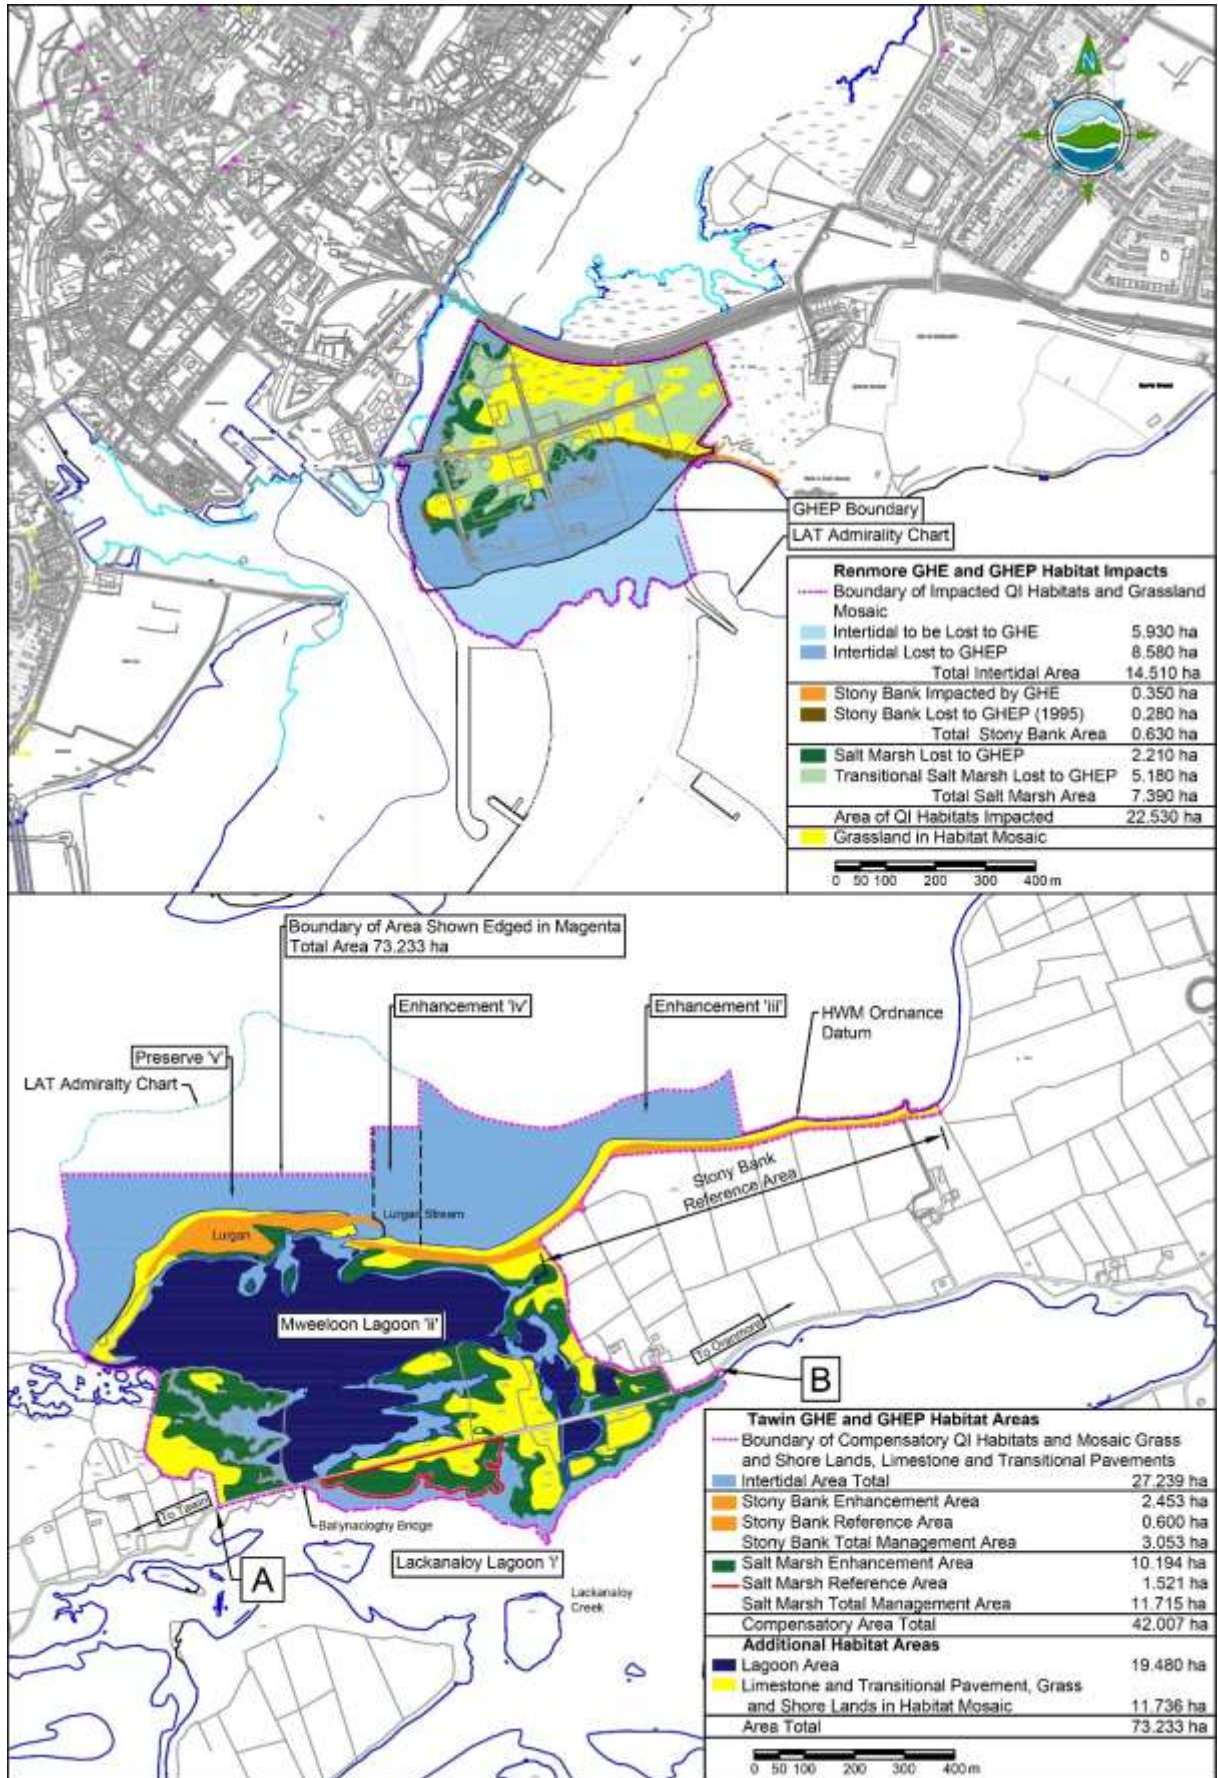 N
GHEP Boundary
LAT Admirality Chart
Renmore GHE and GHEP Habitat Impacts
Boundary of Impacted QI Habitats and Grassland
Mosaic
Intertidal to be Lost to GHE 5.930 ha
Intertidal Lost to GHEP 8.580 ha
Total Intertidal Area 14.510 ha
Stony Bank Impacted by GHE 0.350 ha
Stony Bank Lost to GHEP (1995) 0.280 ha
Total Stony Bank Area 0.630 ha
Salt Marsh Lost to GHEP 2.210 ha
Transitional Salt Marsh Lost to GHEP 5.180 ha
Total Salt Marsh Area 7.390 ha
Area of QI Habitats Impacted 22.530 ha
Grassland in Habitat Mosaic
0 50 100 200 300 400 m
Boundary of Area Shown Edged in Magenta
Total Area 73.233 ha
Enhancement 'iv'
Enhancement 'iii'
HWM Ordnance
Datum
Preserve 'v'
LAT Admiralty Chart
Stony Bank
Reference Area
Lurgan Stream
Lurgan
Mweeloon Lagoon 'ii'
To Oranmore
B
To Tawin
Ballynacloghy Bridge
A
Lackanaloy Lagoon 'i'
Lackanaloy
Creek
Tawin GHE and GHEP Habitat Areas
Boundary of Compensatory QI Habitats and Mosaic Grass
and Shore Lands, Limestone and Transitional Pavements
Intertidal Area Total 27.239 ha
Stony Bank Enhancement Area 2.453 ha
Stony Bank Reference Area 0.600 ha
Stony Bank Total Management Area 3.053 ha
Salt Marsh Enhancement Area 10.194 ha
Salt Marsh Reference Area 1.521 ha
Salt Marsh Total Management Area 11.715 ha
Compensatory Area Total 42.007 ha
Additional Habitat Areas
Lagoon Area 19.480 ha
Limestone and Transitional Pavement, Grass
and Shore Lands in Habitat Mosaic 11.736 ha
Area Total 73.233 ha
0 50 100 200 300 400 m